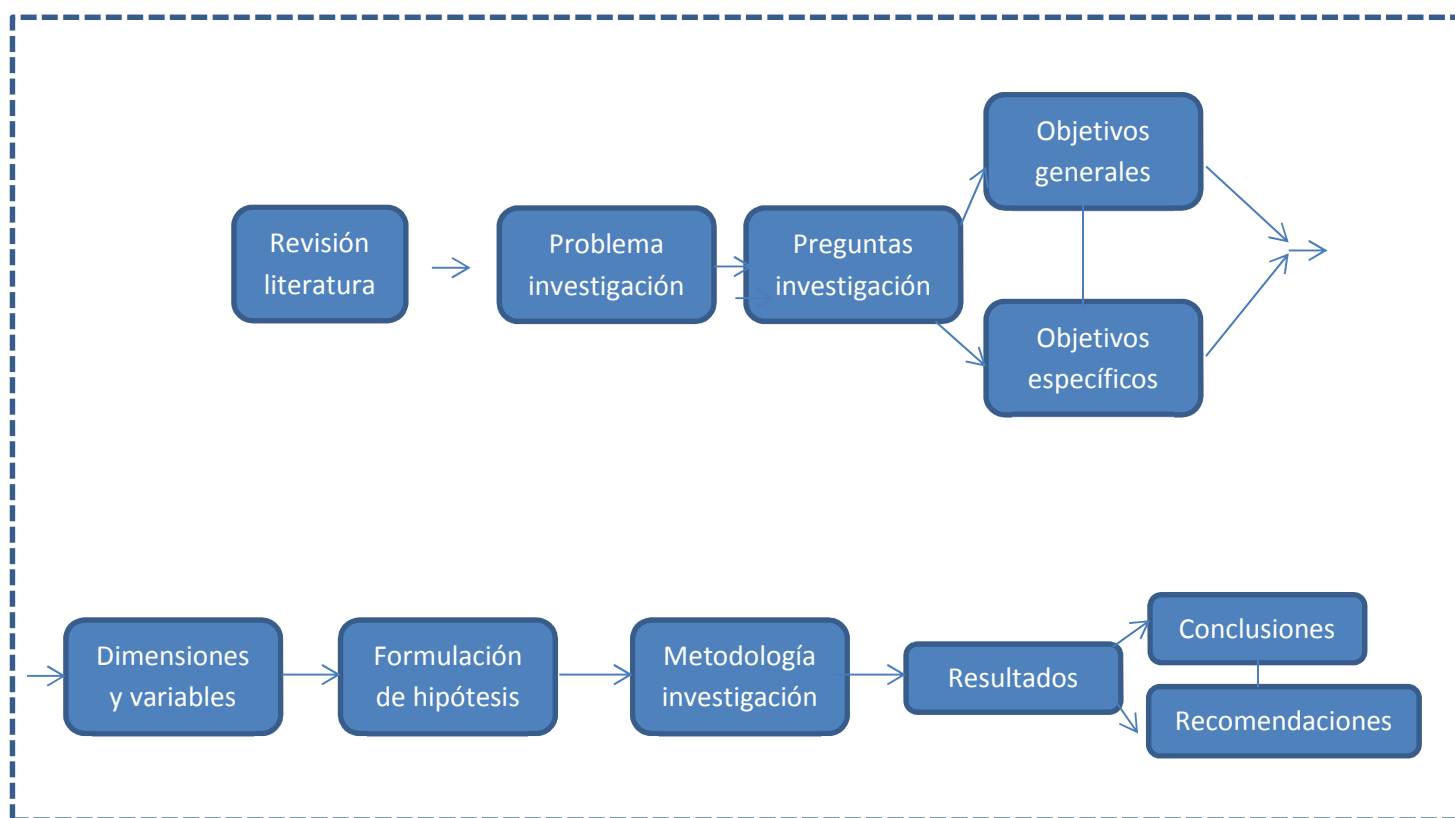 Revisión
literatura
Problema
investigación
Preguntas
investigación
Objetivos
generales
Objetivos
específicos
Dimensiones
y variables
Formulación
de hipótesis
Metodología
investigación
Resultados
Conclusiones
Recomendaciones